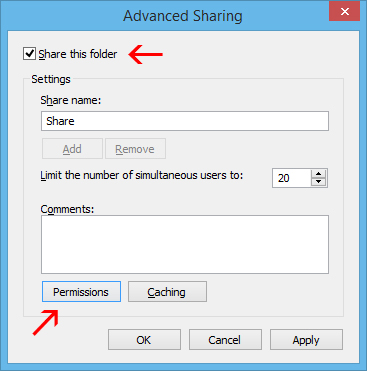 Advanced Sharing
Share this folder
Settings
Share name:
Share
Add Remove
Limit the number of simultaneous users to: 20
Comments:
Permissions Caching
OK Cancel Apply